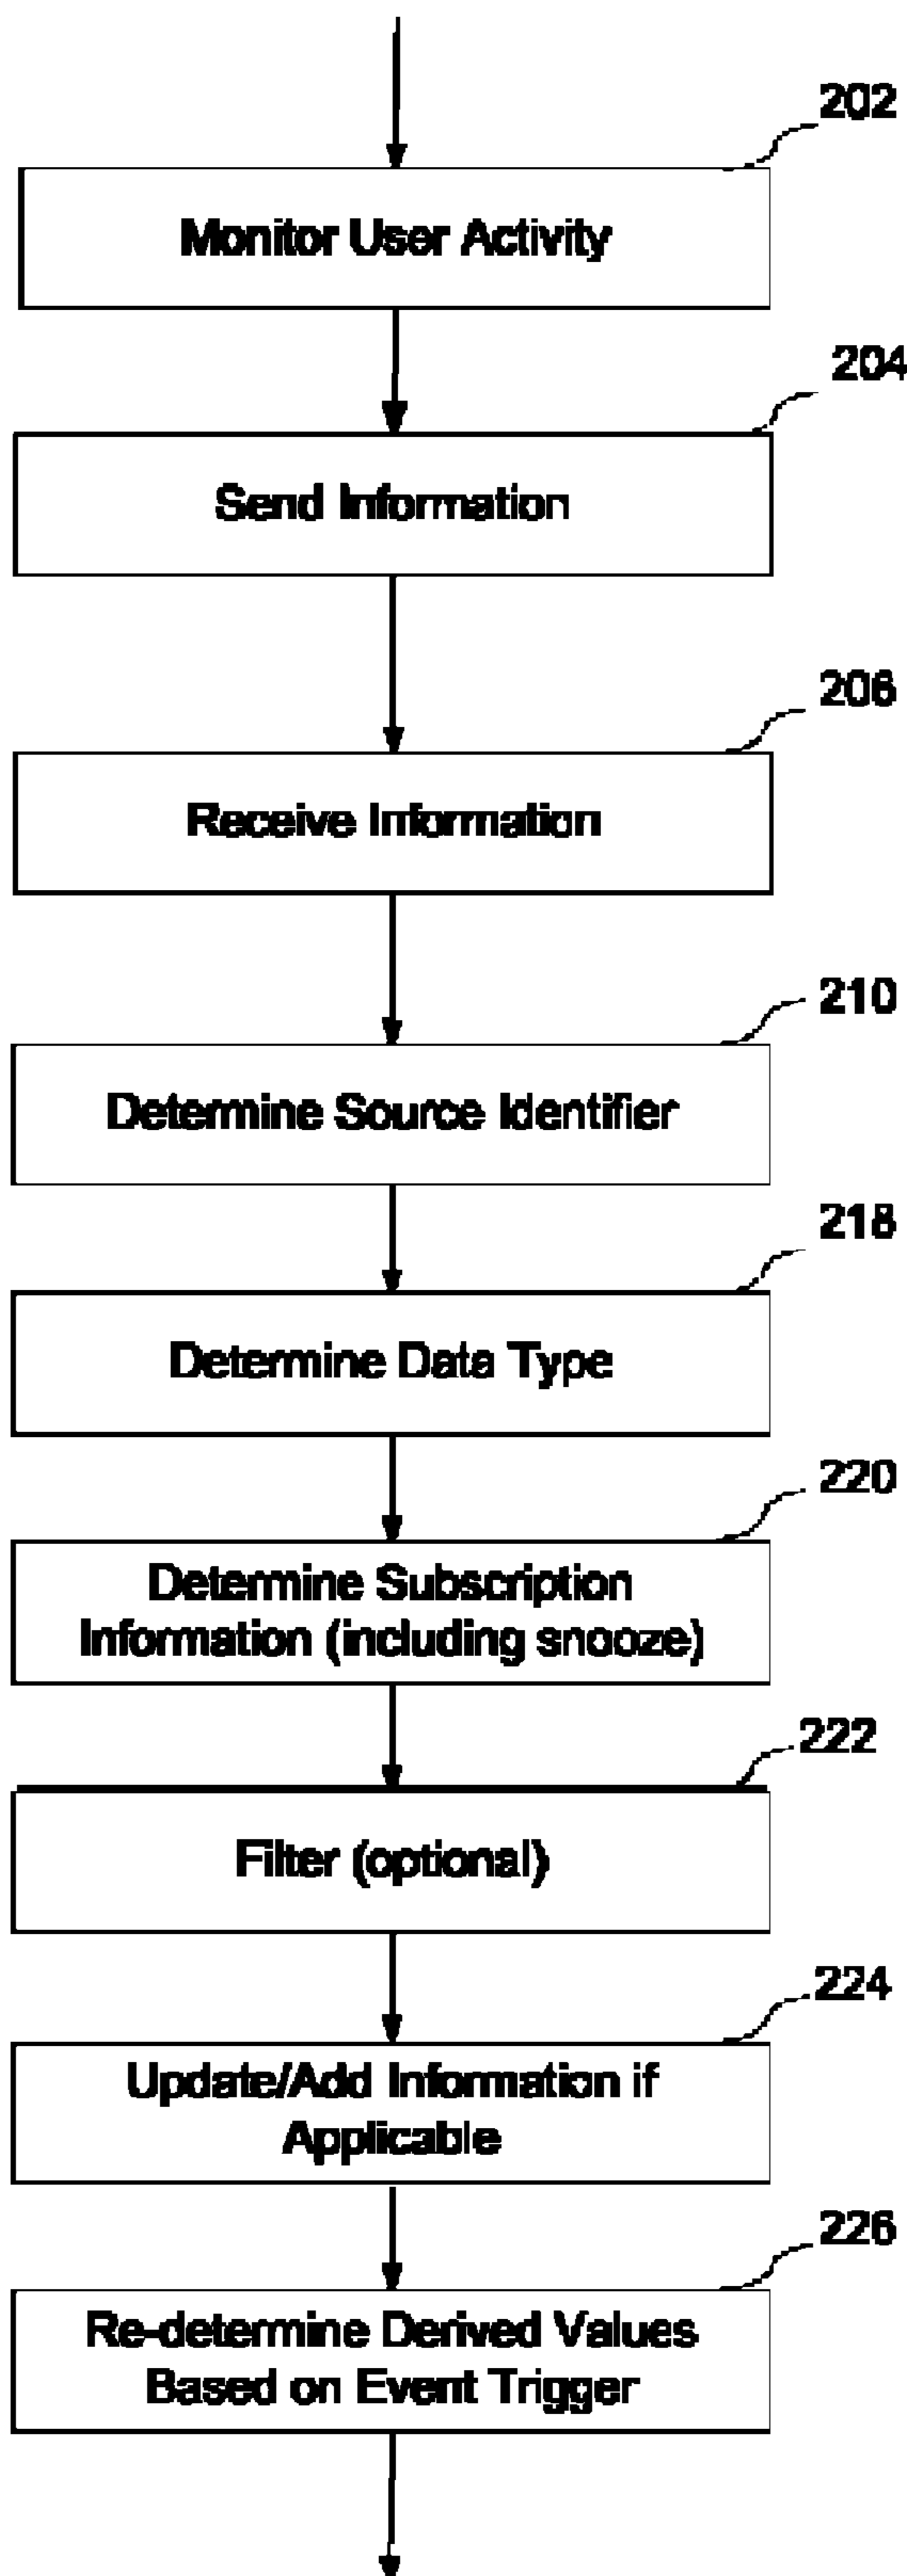 202
Monitor User Activity
204
Send Information
206
Receive Information
210
Determine Source Identifier
218
Determine Data Type
220
Determine Subscription
Information (including snooze)
222
Filter (optional)
224
Update/Add Information if
Applicable
226
Re-determine Derived Values
Based on Event Trigger